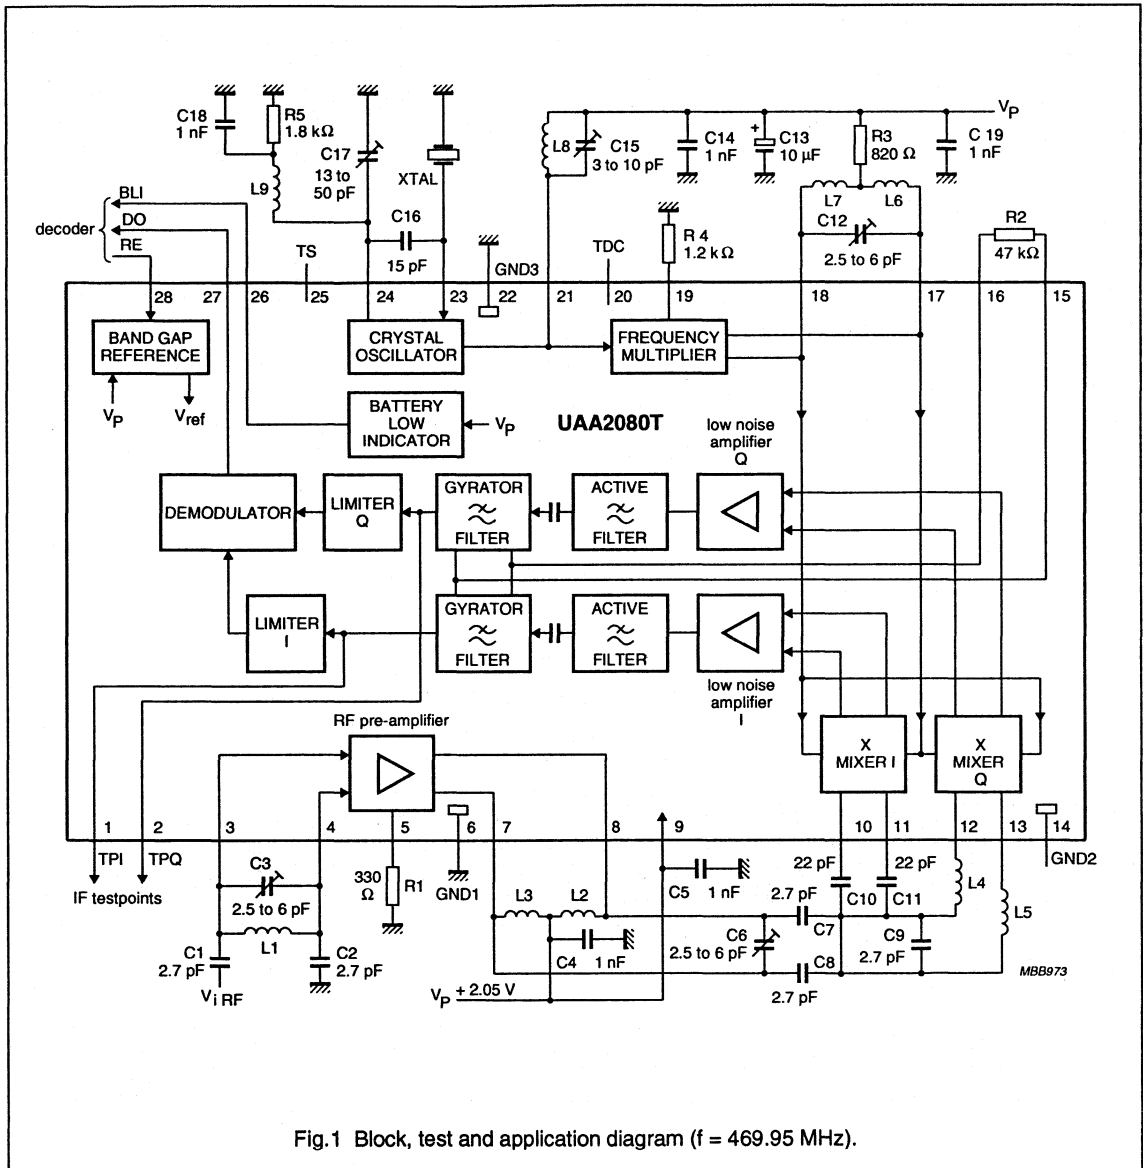 C18
1 nF
R5
1.8 kΩ
C17
13 to
50 pF
XTAL
L9
C16
15 pF
L8
C15
3 to 10 pF
C14
1 nF
+
C13
10 µF
R3
820 Ω
C 19
1 nF
VP
L7
L6
C12
2.5 to 6 pF
R2
47 kΩ
decoder
BLI
DO
RE
TS
GND3
TDC
R 4
1.2 kΩ
28
27
26
25
24
23
22
21
20
19
18
17
16
15
BAND GAP
REFERENCE
VP
Vref
CRYSTAL
OSCILLATOR
FREQUENCY
MULTIPLIER
BATTERY
LOW
INDICATOR
VP
UAA2080T
low noise
amplifier
Q
DEMODULATOR
LIMITER
Q
GYRATOR
FILTER
ACTIVE
FILTER
LIMITER
I
GYRATOR
FILTER
ACTIVE
FILTER
low noise
amplifier
I
RF pre-amplifier
X
MIXER I
X
MIXER
Q
1
2
3
4
5
6
7
8
9
10
11
12
13
14
TPI
TPQ
IF testpoints
C3
2.5 to 6 pF
L1
C1
2.7 pF
C2
2.7 pF
Vi RF
330
Ω
R1
GND1
L3
L2
C4
1 nF
C5
1 nF
VP
+ 2.05 V
C6
2.5 to 6 pF
2.7 pF
C7
C8
2.7 pF
22 pF
C10
22 pF
C11
C9
2.7 pF
L4
L5
GND2
MBB973
Fig.1 Block, test and application diagram (f = 469.95 MHz).